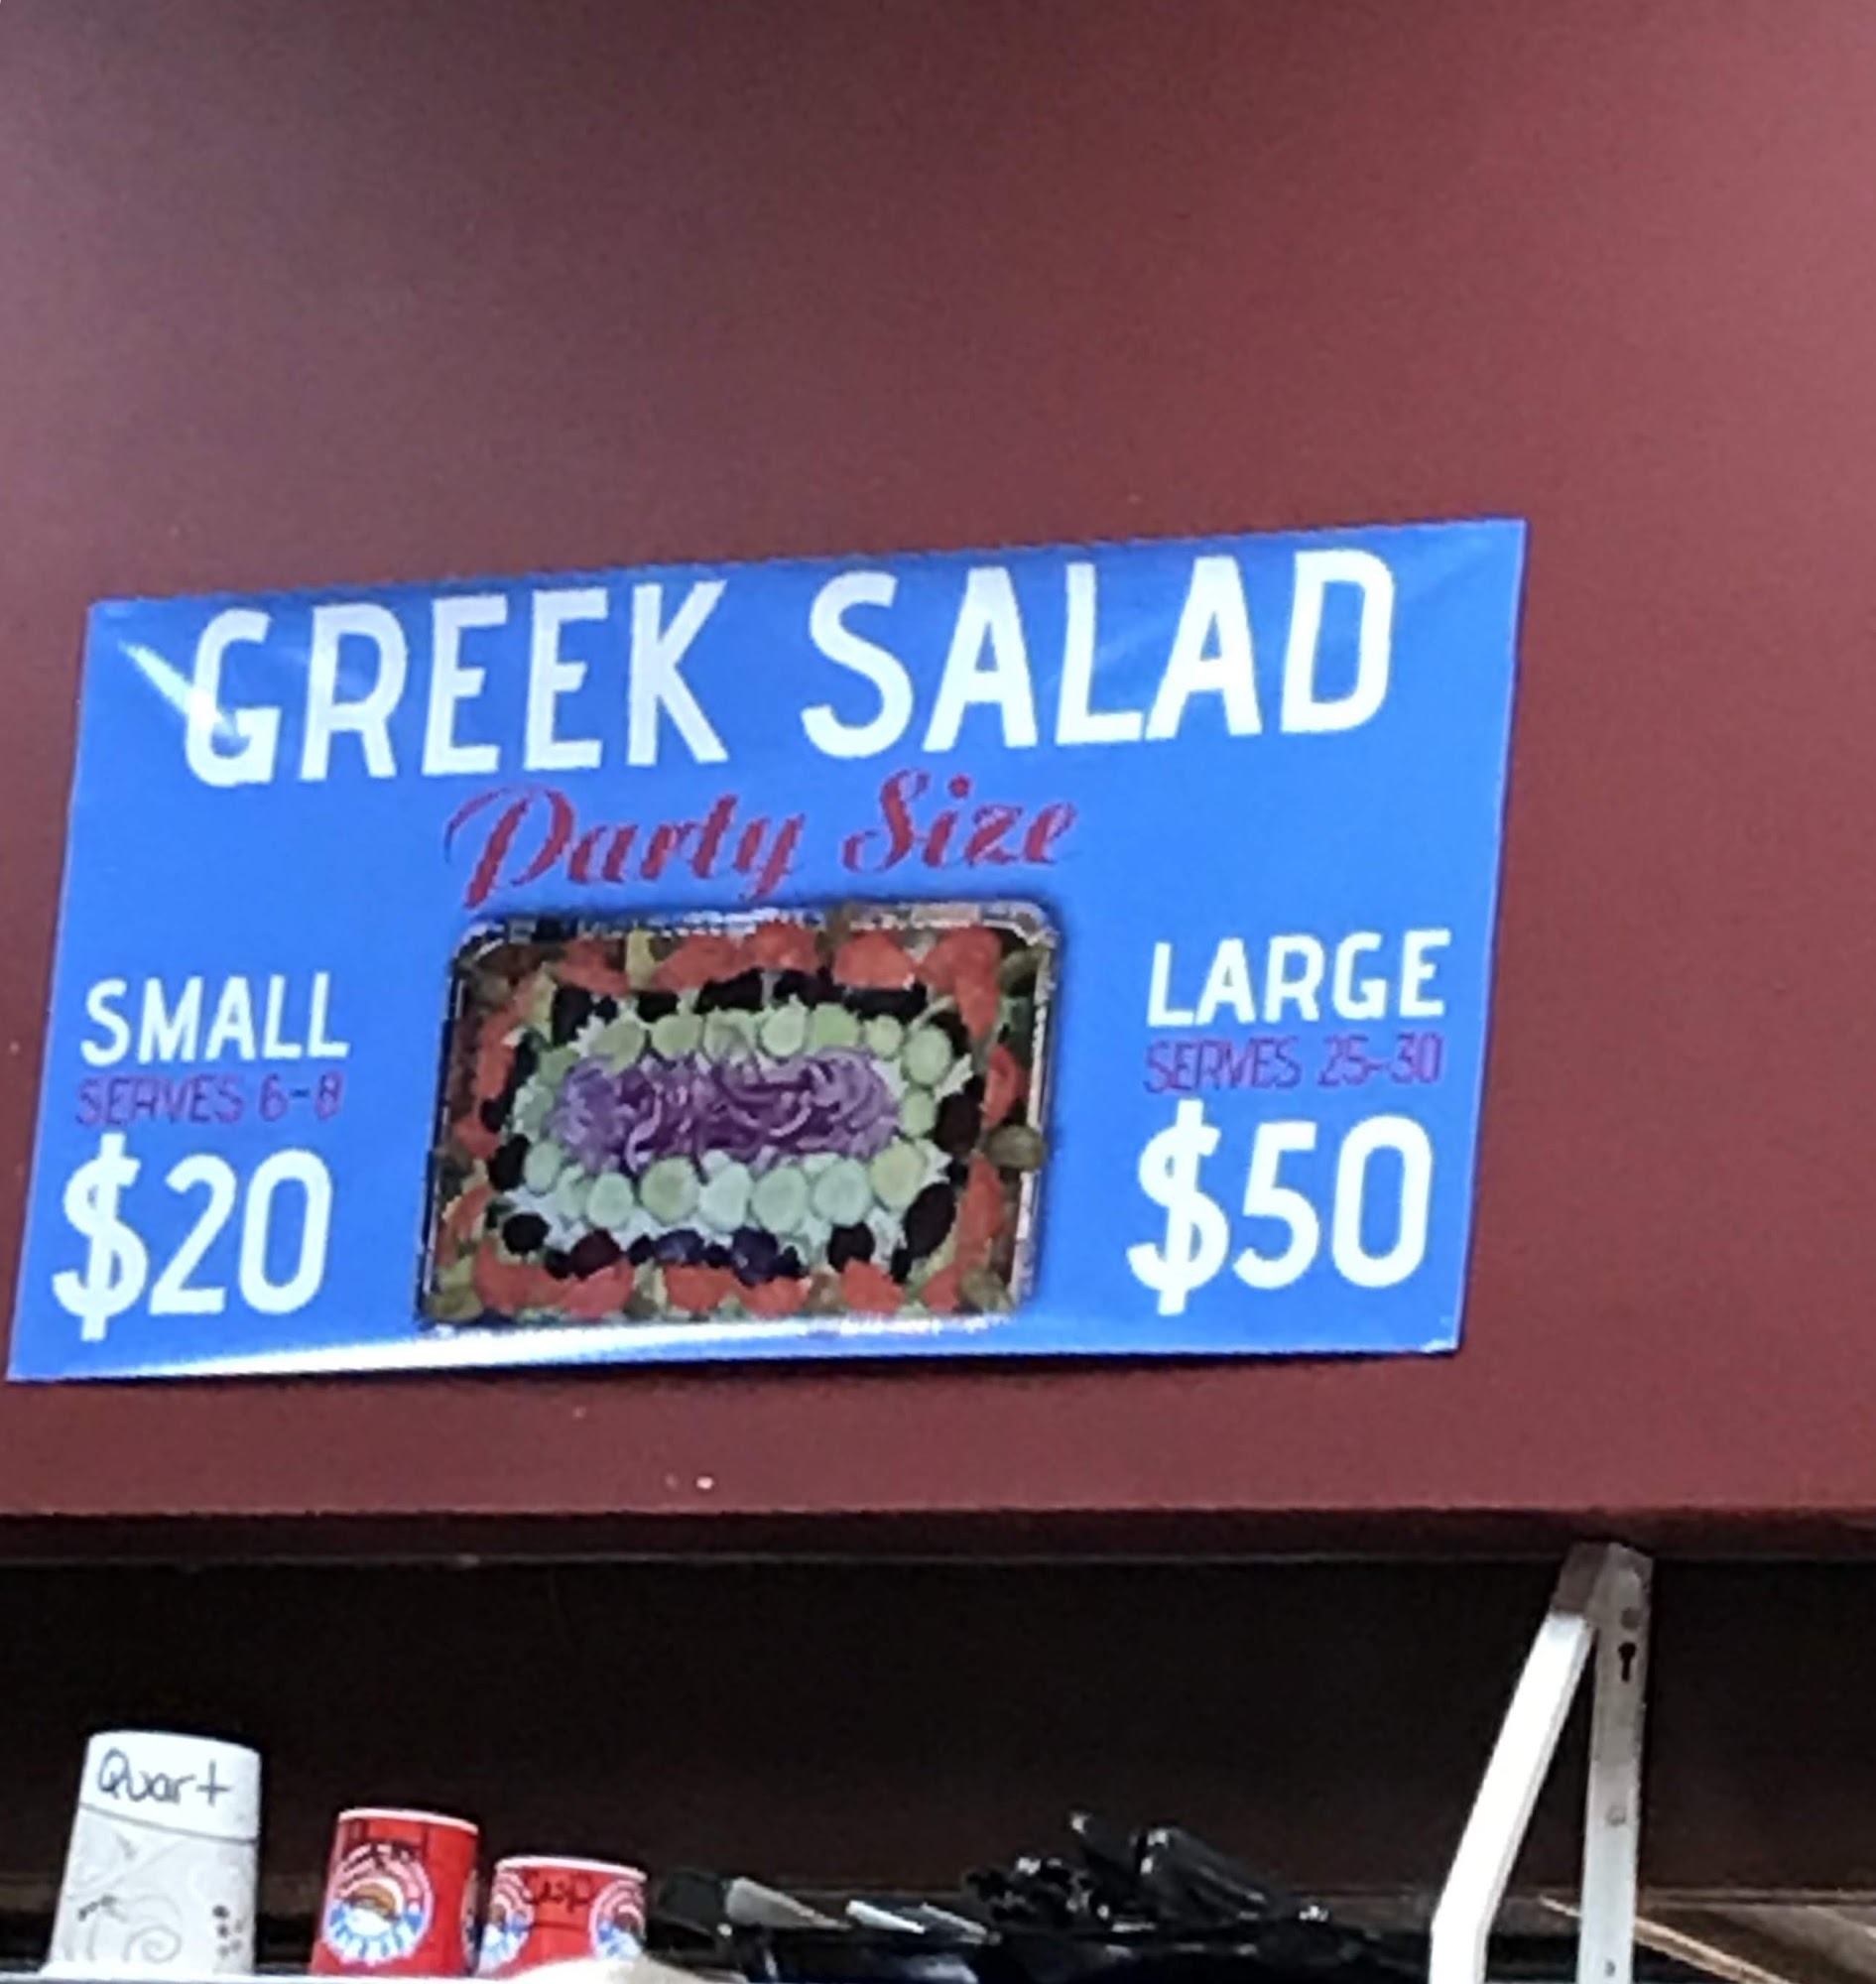 GREEK SALAD
Party Size
SMALL
SERVES 6-8
$20
LARGE
SERVES 25-30
$50
Quart